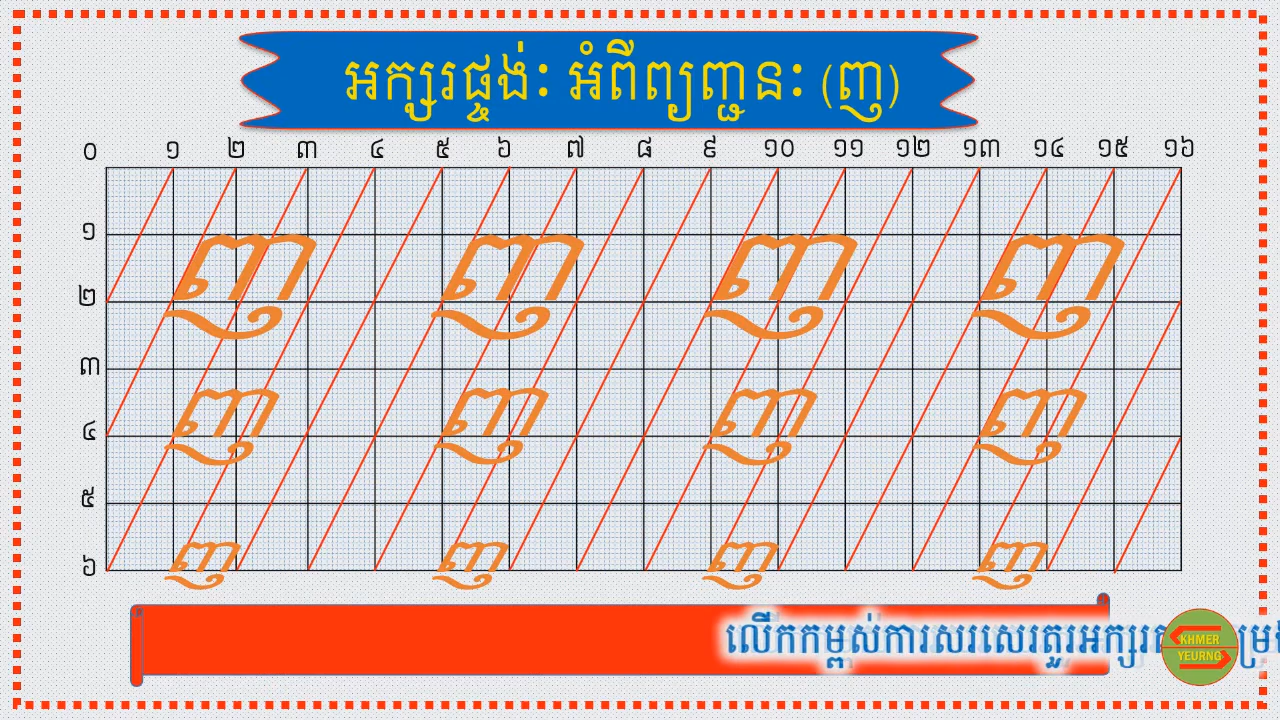 អក្សរផ្ទង់ៈ អំពីព្យញ្ជនៈ (ញ)
០ ១ ២ ៣ ៤ ៥ ៦ ៧ ៨ ៩ ១០ ១១ ១២ ១៣ ១៤ ១៥ ១៦
១
ញ ញ ញ ញ
២
៣
ញ ញ ញ ញ
៤
៥
ញ ញ ញ ញ
៦
លើកកម្ពស់ការសរសេរតួរអក្សរ
KHMER
YEURNG